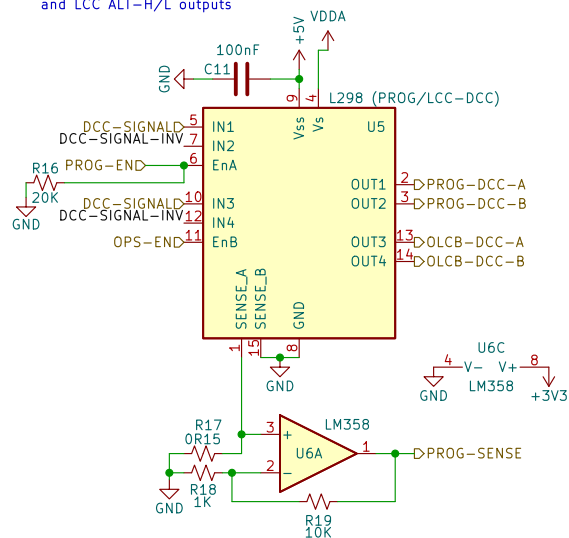 and LCC ALT-H/L outputs
+5V
VDDA
100nF
C11
GND
L298 (PROG/LCC-DCC)
9
4
Vss
Vs
U5
DCC-SIGNAL 5 IN1
DCC-SIGNAL-INV 7 IN2
PROG-EN 6 EnA
R16
20K
GND
DCC-SIGNAL 10 IN3
DCC-SIGNAL-INV 12 IN4
OPS-EN 11 EnB
OUT1 2 PROG-DCC-A
OUT2 3 PROG-DCC-B
OUT3 13 OLCB-DCC-A
OUT4 14 OLCB-DCC-B
SENSE_A
SENSE_B
GND
1
15
8
GND
U6C
4 V- V+ 8
LM358
GND
+3V3
R17
0R15
LM358
3 +
U6A
1 PROG-SENSE
2 -
R18
1K
GND
R19
10K